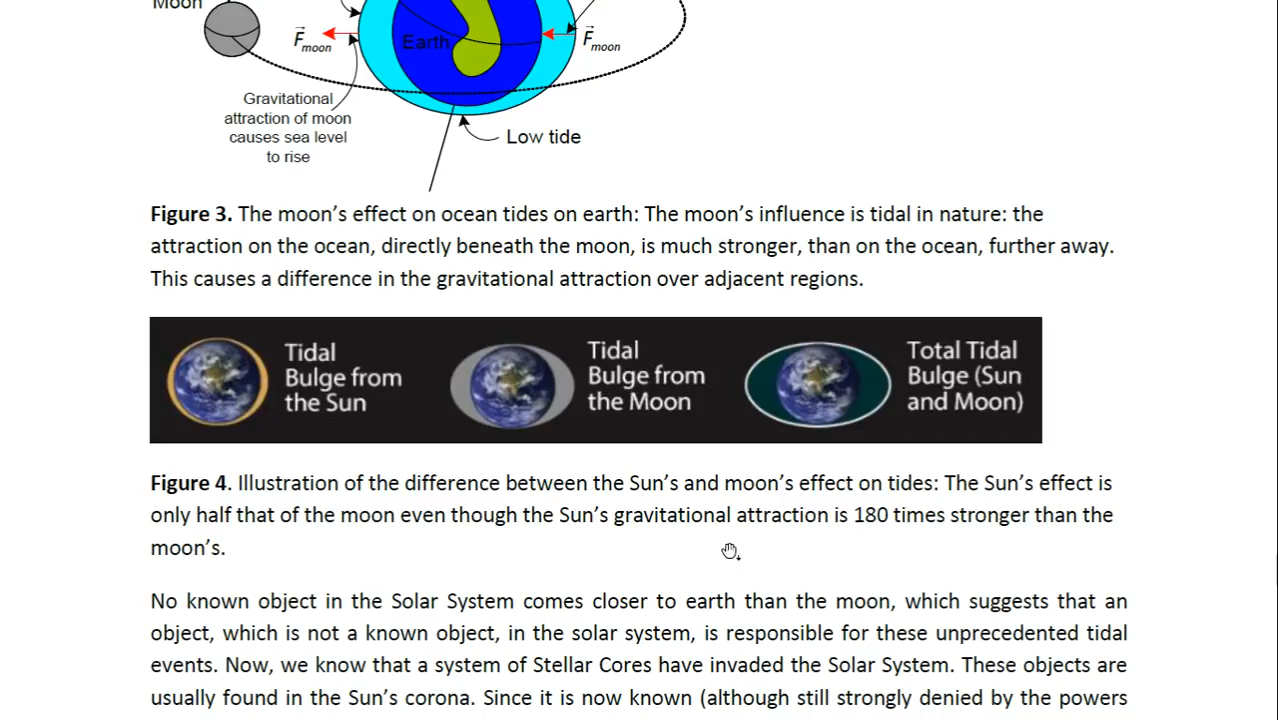 Moon
F moon
Earth
F moon
Gravitational
attraction of moon
causes sea level
to rise
Low tide
Figure 3. The moon's effect on ocean tides on earth: The moon's influence is tidal in nature: the
attraction on the ocean, directly beneath the moon, is much stronger, than on the ocean, further away.
This causes a difference in the gravitational attraction over adjacent regions.
Tidal
Bulge from
the Sun
Tidal
Bulge from
the Moon
Total Tidal
Bulge (Sun
and Moon)
Figure 4. Illustration of the difference between the Sun's and moon's effect on tides: The Sun's effect is
only half that of the moon even though the Sun's gravitational attraction is 180 times stronger than the
moon's.
No known object in the Solar System comes closer to earth than the moon, which suggests that an
object, which is not a known object, in the solar system, is responsible for these unprecedented tidal
events. Now, we know that a system of Stellar Cores have invaded the Solar System. These objects are
usually found in the Sun's corona. Since it is now known (although still strongly denied by the powers